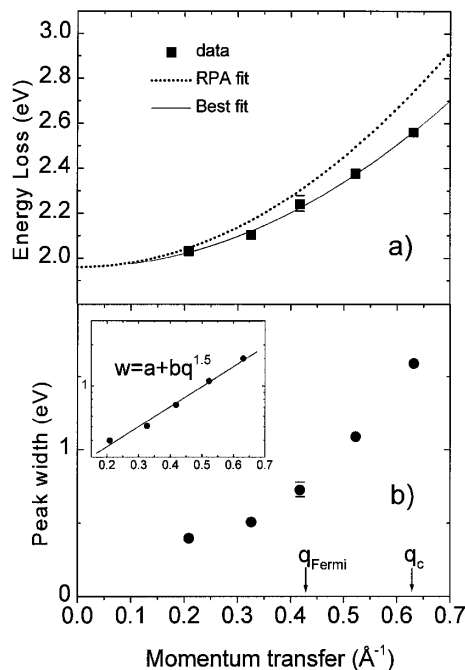 a)
data
RPA fit
Best fit
3.0
2.8
2.6
2.4
2.2
2.0
Energy Loss (eV)
b)
w=a+bq^1.5
1
0.2 0.3 0.4 0.5 0.6 0.7
1
0
Peak width (eV)
qFermi
qc
0.0 0.1 0.2 0.3 0.4 0.5 0.6 0.7
Momentum transfer (Å⁻¹)